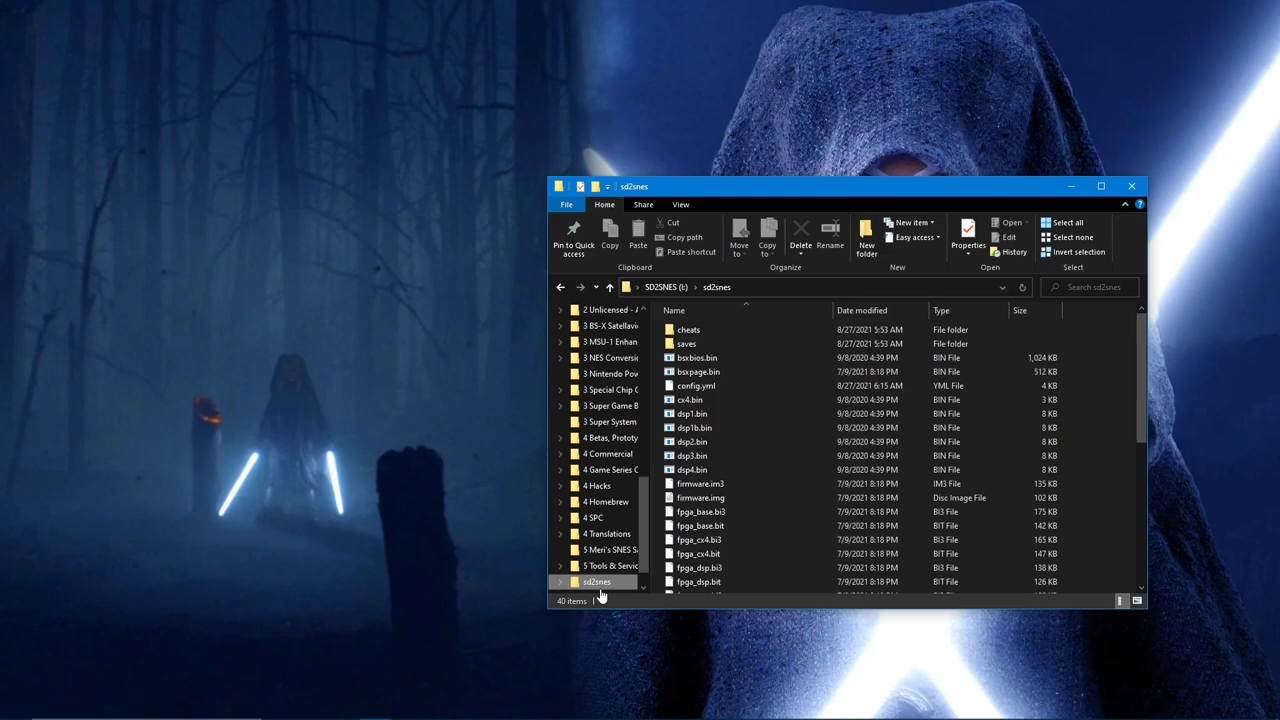 sd2snes
File Home Share View
Pin to Quick access
Copy
Paste
Cut
Copy path
Paste shortcut
Clipboard
Move to
Copy to
Delete
Rename
Organize
New folder
New item
Easy access
New
Properties
Open
Edit
History
Open
Select all
Select none
Invert selection
Select
SD2SNES (I:) › sd2snes
Search sd2snes
2 Unlicensed - A
3 BS-X Satellavi
3 MSU-1 Enhan
3 NES Conversi
3 Nintendo Pow
3 Special Chip G
3 Super Game B
3 Super System
4 Betas, Prototy
4 Commercial
4 Game Series C
4 Hacks
4 Homebrew
4 SPC
4 Translations
5 Meri's SNES Sa
5 Tools & Servic
sd2snes
Name Date modified Type Size
cheats 8/27/2021 5:53 AM File folder
saves 8/27/2021 5:53 AM File folder
bsxbios.bin 9/8/2020 4:39 PM BIN File 1,024 KB
bsxpage.bin 7/9/2021 8:18 PM BIN File 512 KB
config.yml 8/27/2021 6:15 AM YML File 4 KB
cx4.bin 9/8/2020 4:39 PM BIN File 3 KB
dsp1.bin 9/8/2020 4:39 PM BIN File 8 KB
dsp1b.bin 9/8/2020 4:39 PM BIN File 8 KB
dsp2.bin 9/8/2020 4:39 PM BIN File 8 KB
dsp3.bin 9/8/2020 4:39 PM BIN File 8 KB
dsp4.bin 9/8/2020 4:39 PM BIN File 8 KB
firmware.im3 7/9/2021 8:18 PM IM3 File 135 KB
firmware.img 7/9/2021 8:18 PM Disc Image File 102 KB
fpga_base.bi3 7/9/2021 8:18 PM BI3 File 175 KB
fpga_base.bit 7/9/2021 8:18 PM BIT File 142 KB
fpga_cx4.bi3 7/9/2021 8:18 PM BI3 File 165 KB
fpga_cx4.bit 7/9/2021 8:18 PM BIT File 147 KB
fpga_dsp.bi3 7/9/2021 8:18 PM BI3 File 138 KB
fpga_dsp.bit 7/9/2021 8:18 PM BIT File 126 KB
40 items